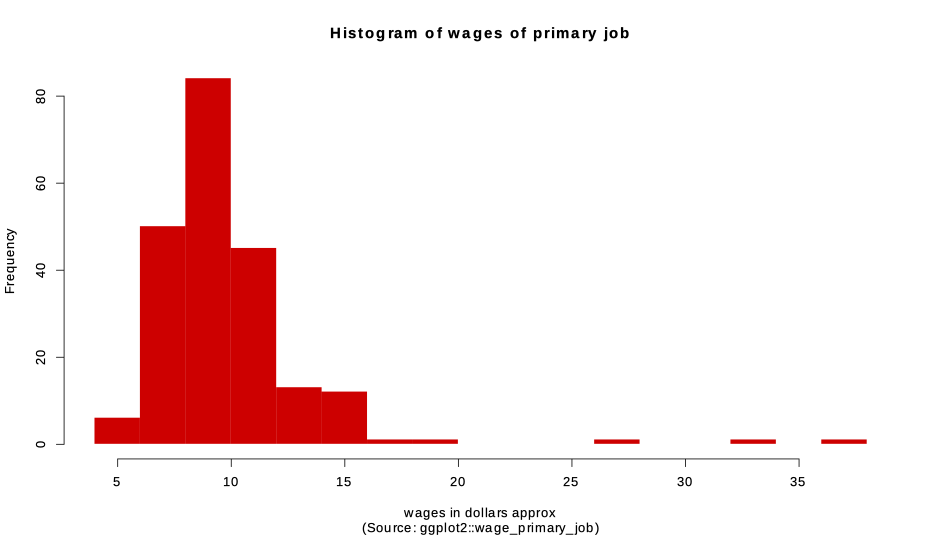 Histogram of wages of primary job
Frequency
80
60
40
20
0
5 10 15 20 25 30 35
wages in dollars approx
(Source: ggplot2::wage_primary_job)